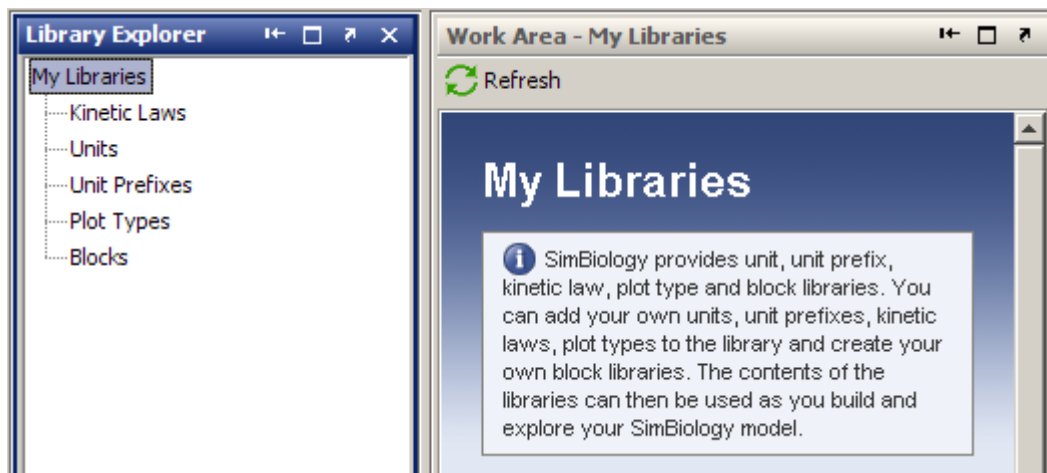 Library Explorer
My Libraries
Kinetic Laws
Units
Unit Prefixes
Plot Types
Blocks
Work Area - My Libraries
Refresh
My Libraries
SimBiology provides unit, unit prefix,
kinetic law, plot type and block libraries. You
can add your own units, unit prefixes, kinetic
laws, plot types to the library and create your
own block libraries. The contents of the
libraries can then be used as you build and
explore your SimBiology model.